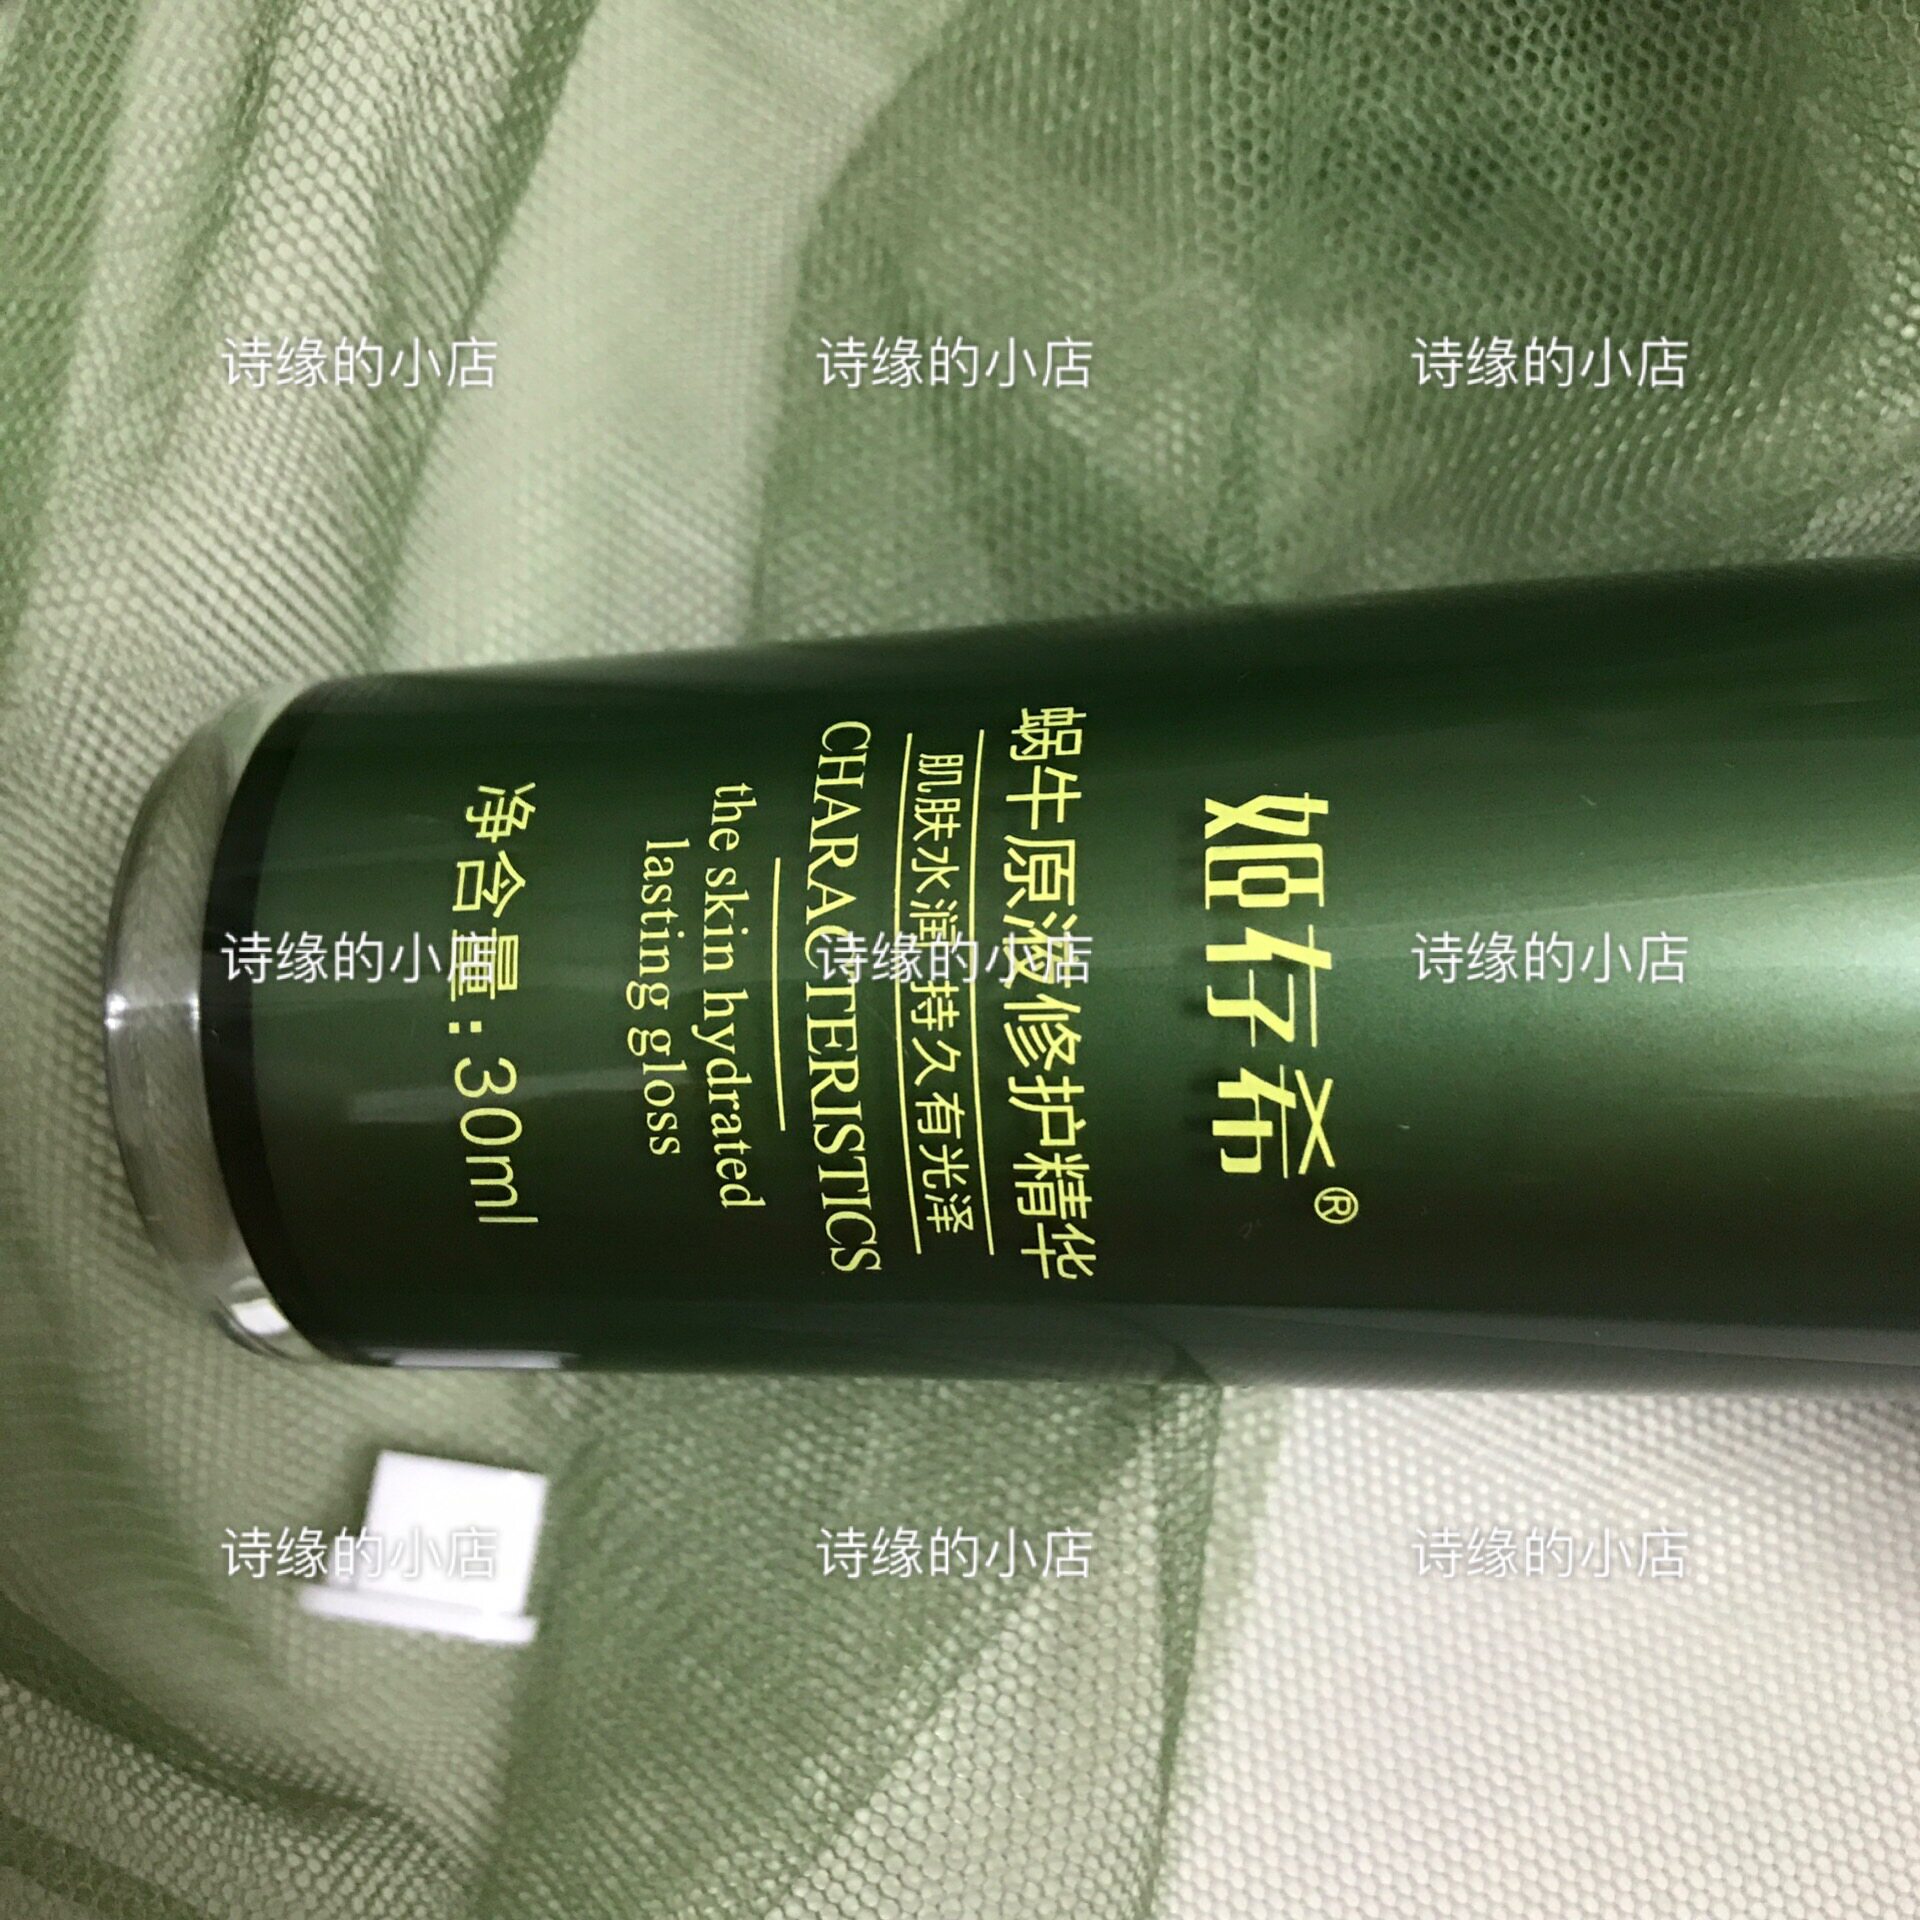 姬存希®
蜗牛原液修护精华
肌肤水润持久有光泽
CHARACTERISTICS
the skin hydrated
lasting gloss
净含量:30ml
诗缘的小店
诗缘的小店
诗缘的小店
诗缘的小店
诗缘的小店
诗缘的小店
诗缘的小店
诗缘的小店
诗缘的小店